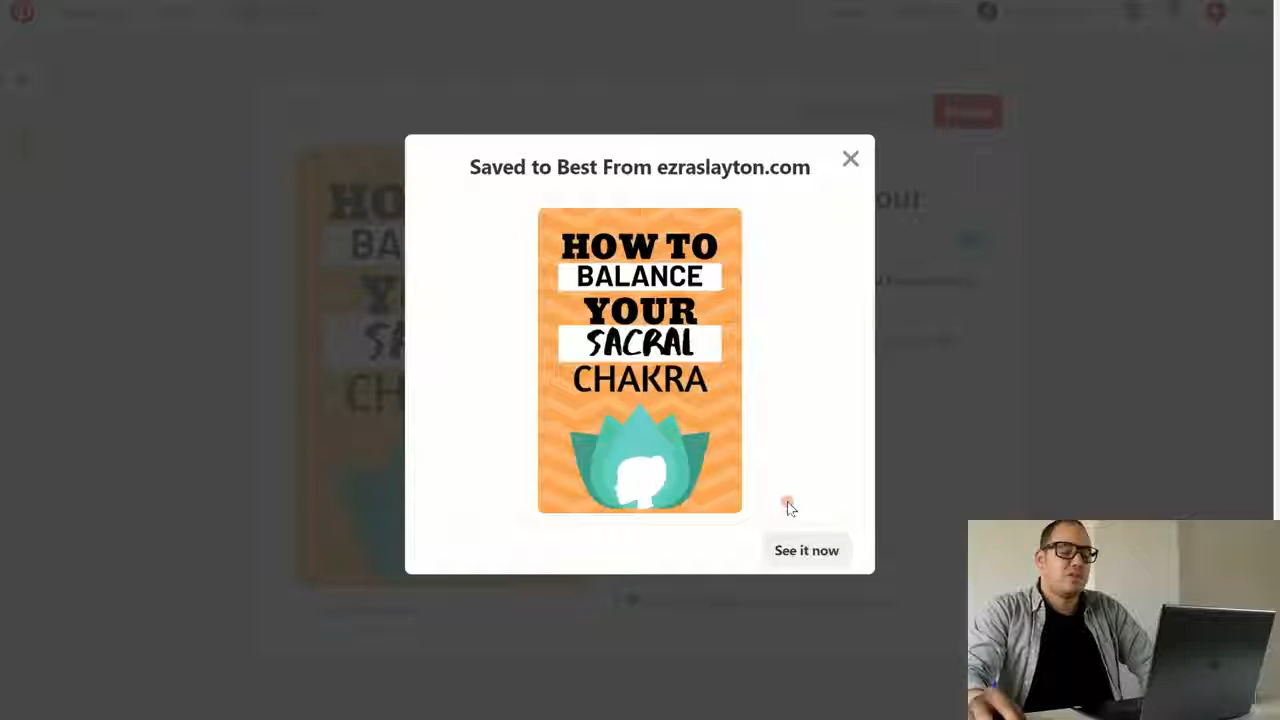 Saved to Best From ezraslayton.com
HOW TO
BALANCE
YOUR
SACRAL
CHAKRA
See it now